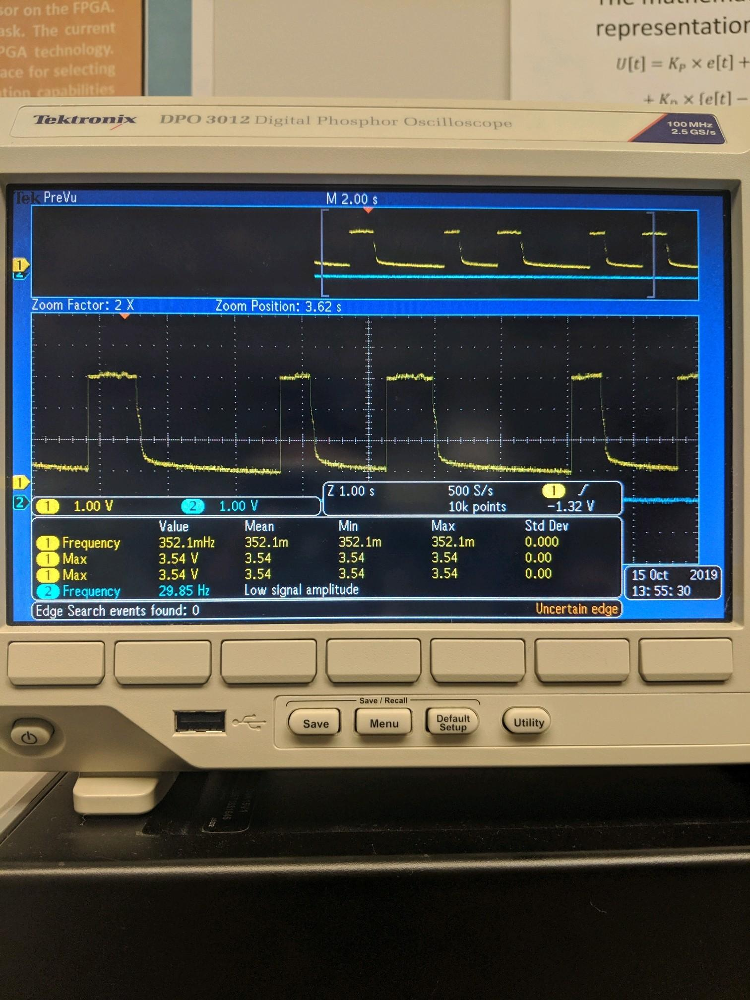 sor on the FPGA.
ask. The current
PGA technology.
ace for selecting
tion capabilities
representation
U[t] = K_P × e[t] +
+ K_D × {e[t] −
Tektronix DPO 3012 Digital Phosphor Oscilloscope
100 MHz
2.5 GS/s
Tek PreVu M 2.00 s
1
2
Zoom Factor: 2 X Zoom Position: 3.62 s
1
2
1 1.00 V 2 1.00 V
Z 1.00 s 500 S/s 1
10k points −1.32 V
Value Mean Min Max Std Dev
1 Frequency 352.1mHz 352.1m 352.1m 352.1m 0.000
1 Max 3.54 V 3.54 3.54 3.54 0.00
1 Max 3.54 V 3.54 3.54 3.54 0.00
2 Frequency 29.85 Hz Low signal amplitude
15 Oct 2019
13:55:30
Edge Search events found: 0 Uncertain edge
Save / Recall
Save
Menu
Default
Setup
Utility